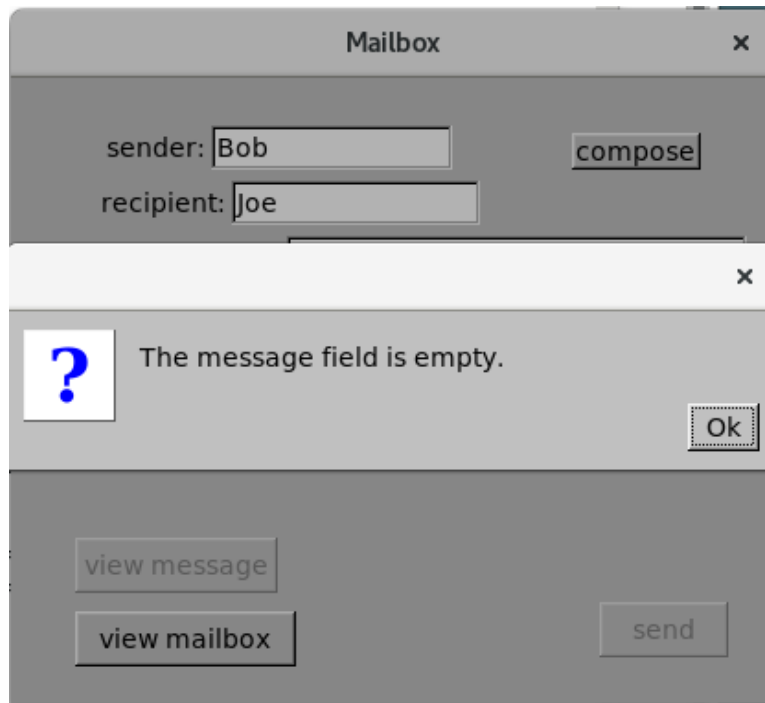 Mailbox ×
sender: Bob
compose
recipient: Joe
×
? The message field is empty.
Ok
view message
view mailbox
send